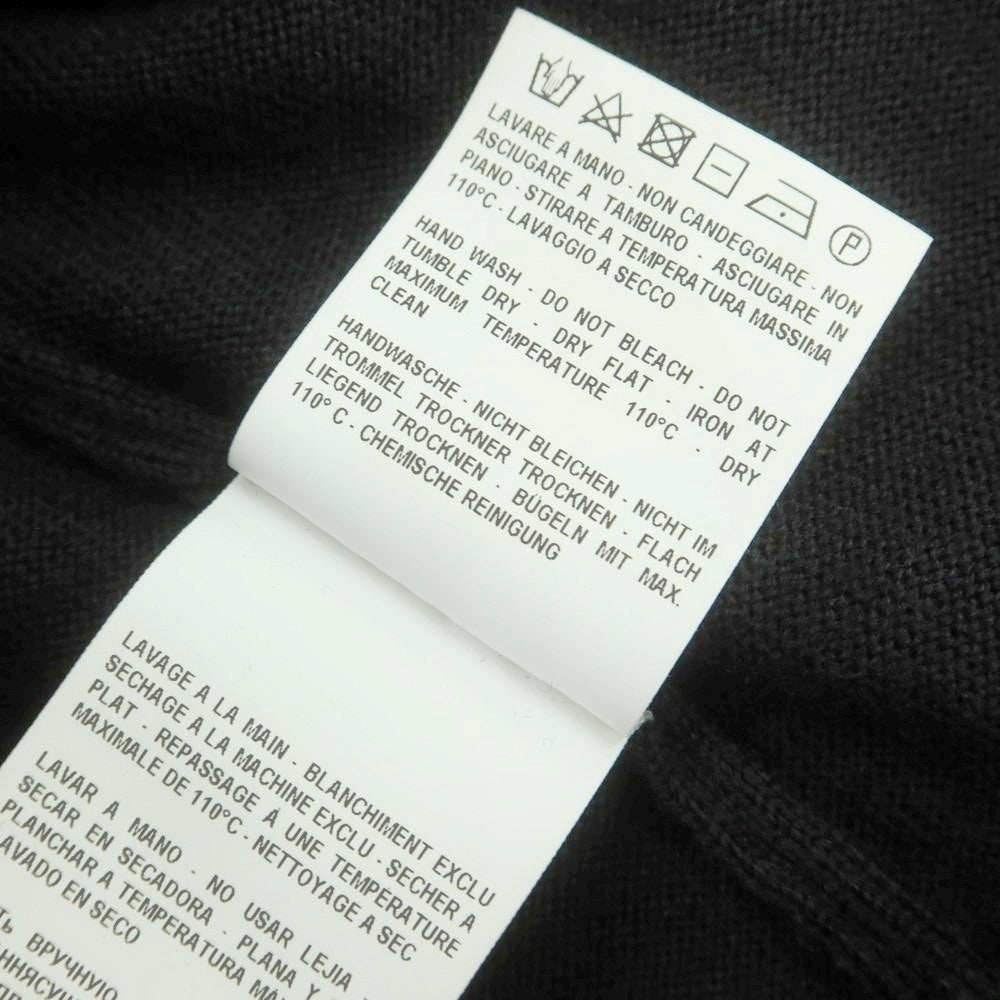 P
LAVARE A MANO - NON CANDEGGIARE - NON
ASCIUGARE A TAMBURO - ASCIUGARE IN
PIANO - STIRARE A TEMPERATURA MASSIMA
110°C - LAVAGGIO A SECCO
HAND WASH - DO NOT BLEACH - DO NOT
TUMBLE DRY - DRY FLAT - IRON AT
MAXIMUM TEMPERATURE 110°C - DRY
CLEAN
HANDWASCHE - NICHT BLEICHEN - NICHT IM
TROMMEL TROCKNER TROCKNEN - FLACH
LIEGEND TROCKNEN - BÜGELN MIT MAX.
110° C - CHEMISCHE REINIGUNG
LAVAGE A LA MAIN - BLANCHIMENT EXCLU
SECHAGE A LA MACHINE EXCLU - SECHER A
PLAT - REPASSAGE À UNE TEMPERATURE
MAXIMALE DE 110°C - NETTOYAGE A SEC
LAVAR A MANO - NO USAR LEJIA
SECAR EN SECADORA - PLANA Y
PLANCHAR A TEMPERATURA
AVADO EN SECO
ВРУЧНУЮ